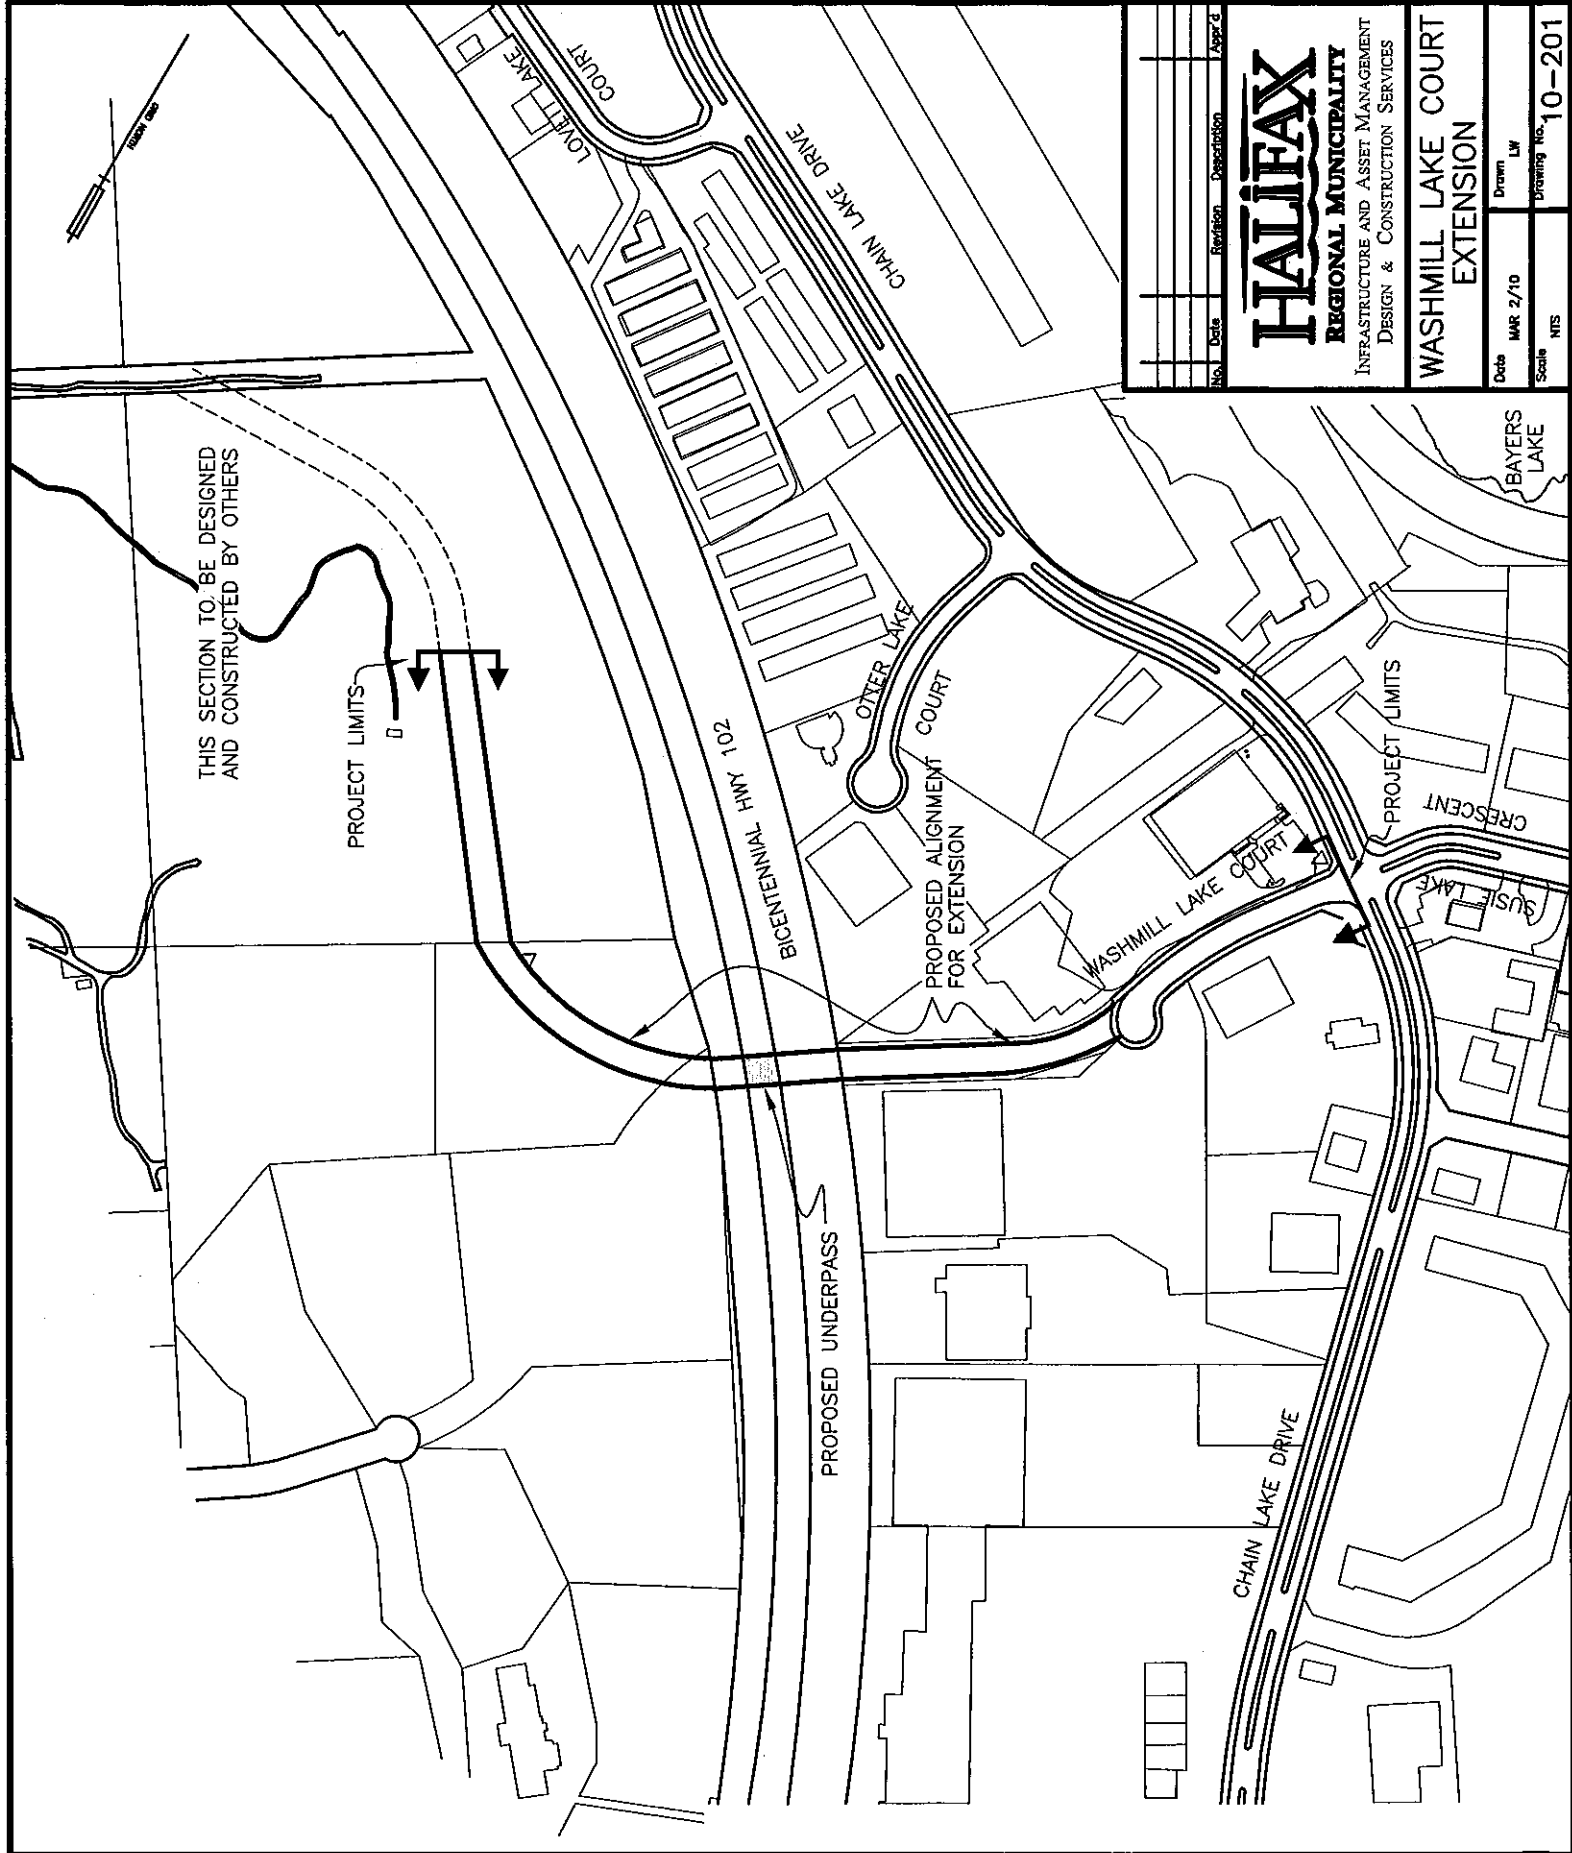 GRID NORTH
THIS SECTION TO BE DESIGNED
AND CONSTRUCTED BY OTHERS
PROJECT LIMITS
LOVETT LAKE
COURT
CHAIN LAKE DRIVE
BICENTENNIAL HWY 102
OTTER LAKE
COURT
PROPOSED ALIGNMENT
FOR EXTENSION
WASHMILL LAKE COURT
PROJECT LIMITS
SUSIE LAKE
CRESCENT
BAYERS
LAKE
PROPOSED UNDERPASS
CHAIN LAKE DRIVE
No. Date Revision Description Appr'd
HALIFAX
REGIONAL MUNICIPALITY
INFRASTRUCTURE AND ASSET MANAGEMENT
DESIGN & CONSTRUCTION SERVICES
WASHMILL LAKE COURT
EXTENSION
Date MAR 2/10 Drawn LW
Scale NTS Drawing No. 10-201